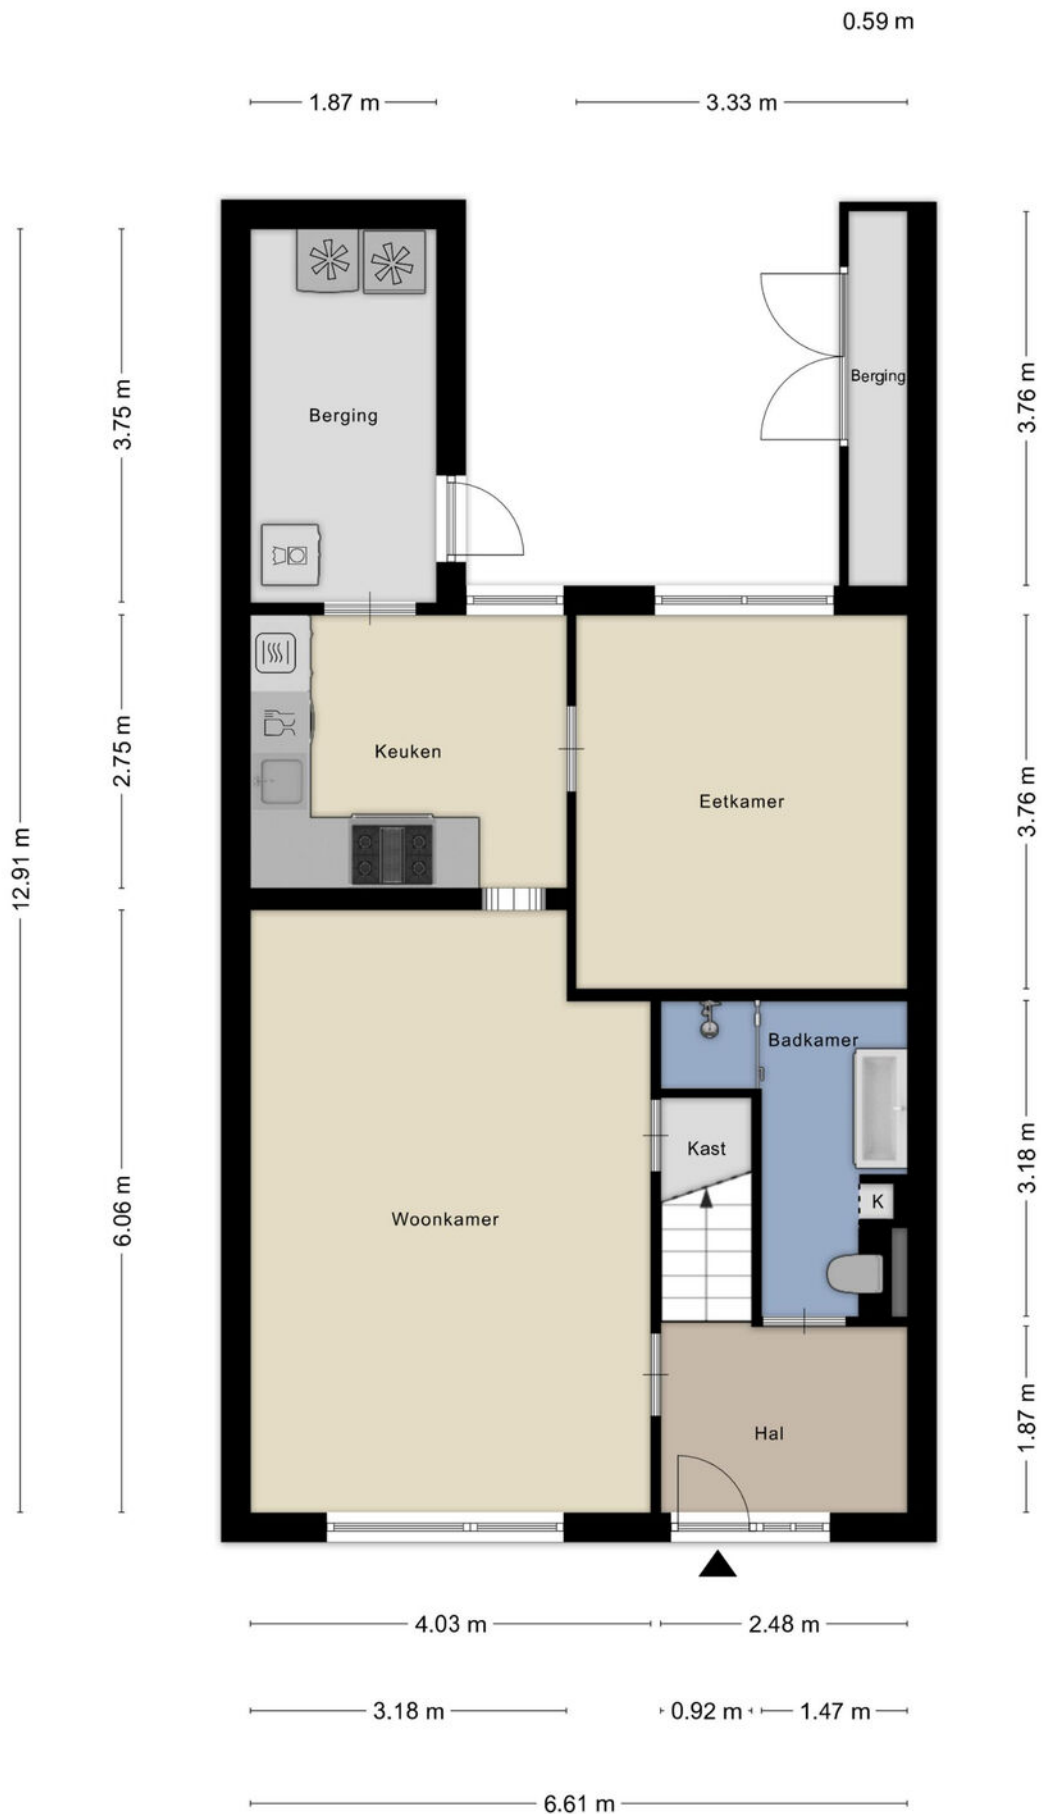 0.59 m
1.87 m
3.33 m
3.75 m
3.76 m
Berging
Berging
12.91 m
2.75 m
Keuken
Eetkamer
3.76 m
Badkamer
Kast
3.18 m
K
6.06 m
Woonkamer
Hal
1.87 m
4.03 m
2.48 m
3.18 m
0.92 m
1.47 m
6.61 m